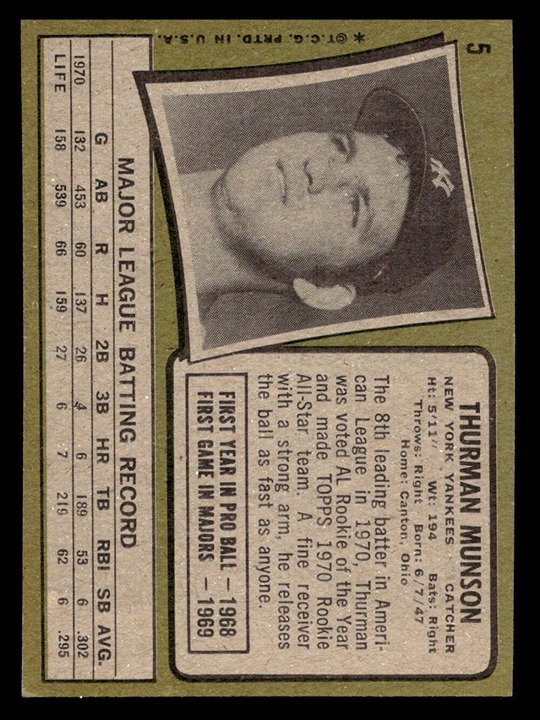 5
THURMAN MUNSON
NEW YORK YANKEES CATCHER
Ht: 5'11" Wt: 194 Bats: Right
Throws: Right Born: 6/7/47
Home: Canton, Ohio
The 8th leading batter in Ameri-
can League in 1970, Thurman
was voted AL Rookie of the Year
and made TOPPS 1970 Rookie
All-Star team. A fine receiver
with a strong arm, he releases
the ball as fast as anyone.
FIRST YEAR IN PRO BALL - 1968
FIRST GAME IN MAJORS - 1969
NY
MAJOR LEAGUE BATTING RECORD
G AB R H 2B 3B HR TB RBI SB AVG.
1970 132 453 60 137 26 4 6 189 53 6 .302
LIFE 158 539 66 159 27 6 7 219 62 6 .295
* ©T.C.G. PRTD. IN U.S.A.